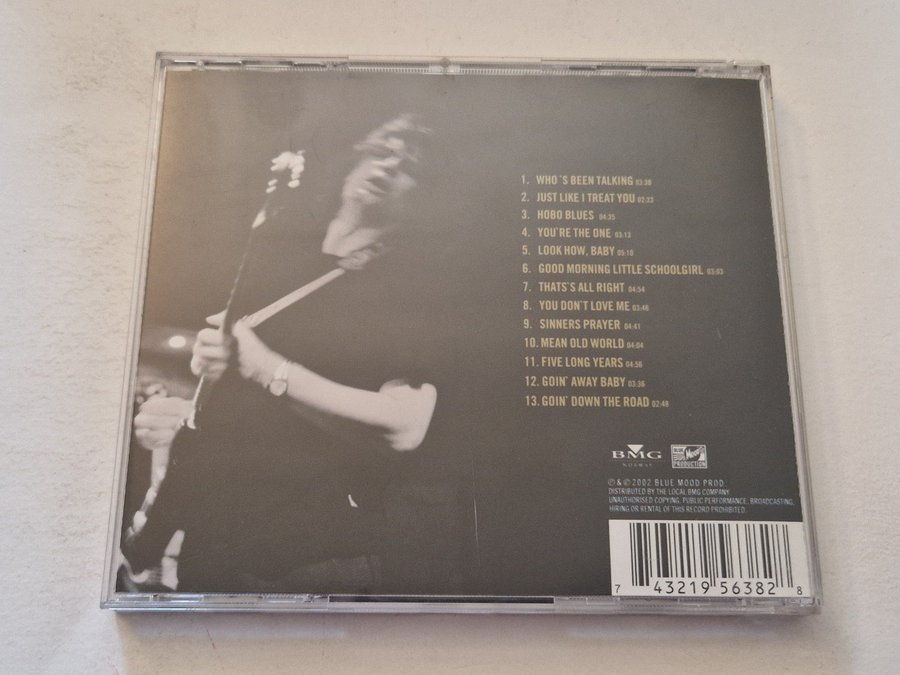 1. WHO´S BEEN TALKING 03:38
2. JUST LIKE I TREAT YOU 02:33
3. HOBO BLUES 04:35
4. YOU'RE THE ONE 03:13
5. LOOK HOW, BABY 05:10
6. GOOD MORNING LITTLE SCHOOLGIRL 03:03
7. THATS'S ALL RIGHT 04:54
8. YOU DON'T LOVE ME 03:46
9. SINNERS PRAYER 04:41
10. MEAN OLD WORLD 04:04
11. FIVE LONG YEARS 04:56
12. GOIN' AWAY BABY 03:36
13. GOIN' DOWN THE ROAD 02:48
BMG
NORWAY
BLUE
MOOD
PRODUCTION
℗ & © 2002 BLUE MOOD PROD
DISTRIBUTED BY THE LOCAL BMG COMPANY
UNAUTHORISED COPYING, PUBLIC PERFORMANCE, BROADCASTING,
HIRING OR RENTAL OF THIS RECORD PROHIBITED.
7 43219 56382 8